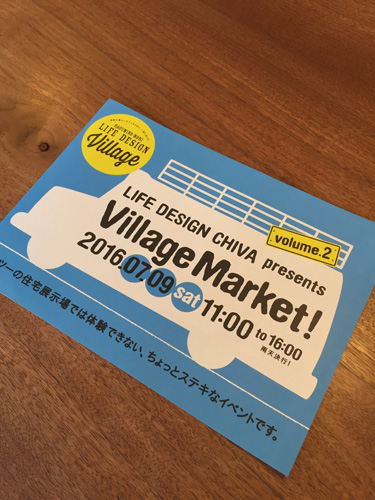 LIFE DESIGN
Village
LIFE DESIGN CHIVA presents
volume.2
Village Market!
2016.07.09 sat 11:00 to 16:00
雨天決行!
ツーの住宅展示場では体験できない、ちょっとステキなイベントです。